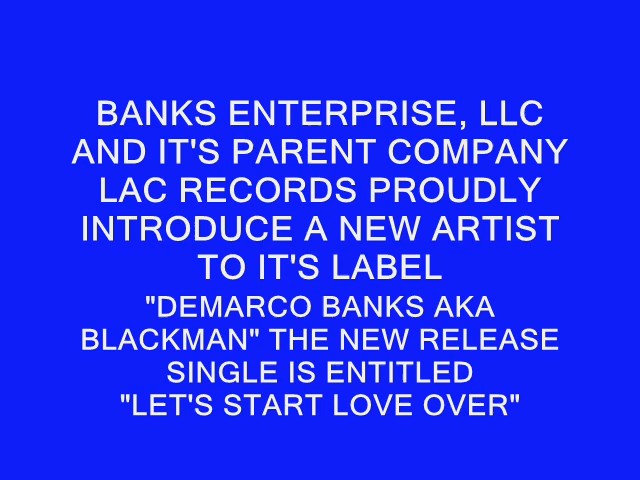 BANKS ENTERPRISE, LLC
AND IT'S PARENT COMPANY
LAC RECORDS PROUDLY
INTRODUCE A NEW ARTIST
TO IT'S LABEL
"DEMARCO BANKS AKA
BLACKMAN" THE NEW RELEASE
SINGLE IS ENTITLED
"LET'S START LOVE OVER"